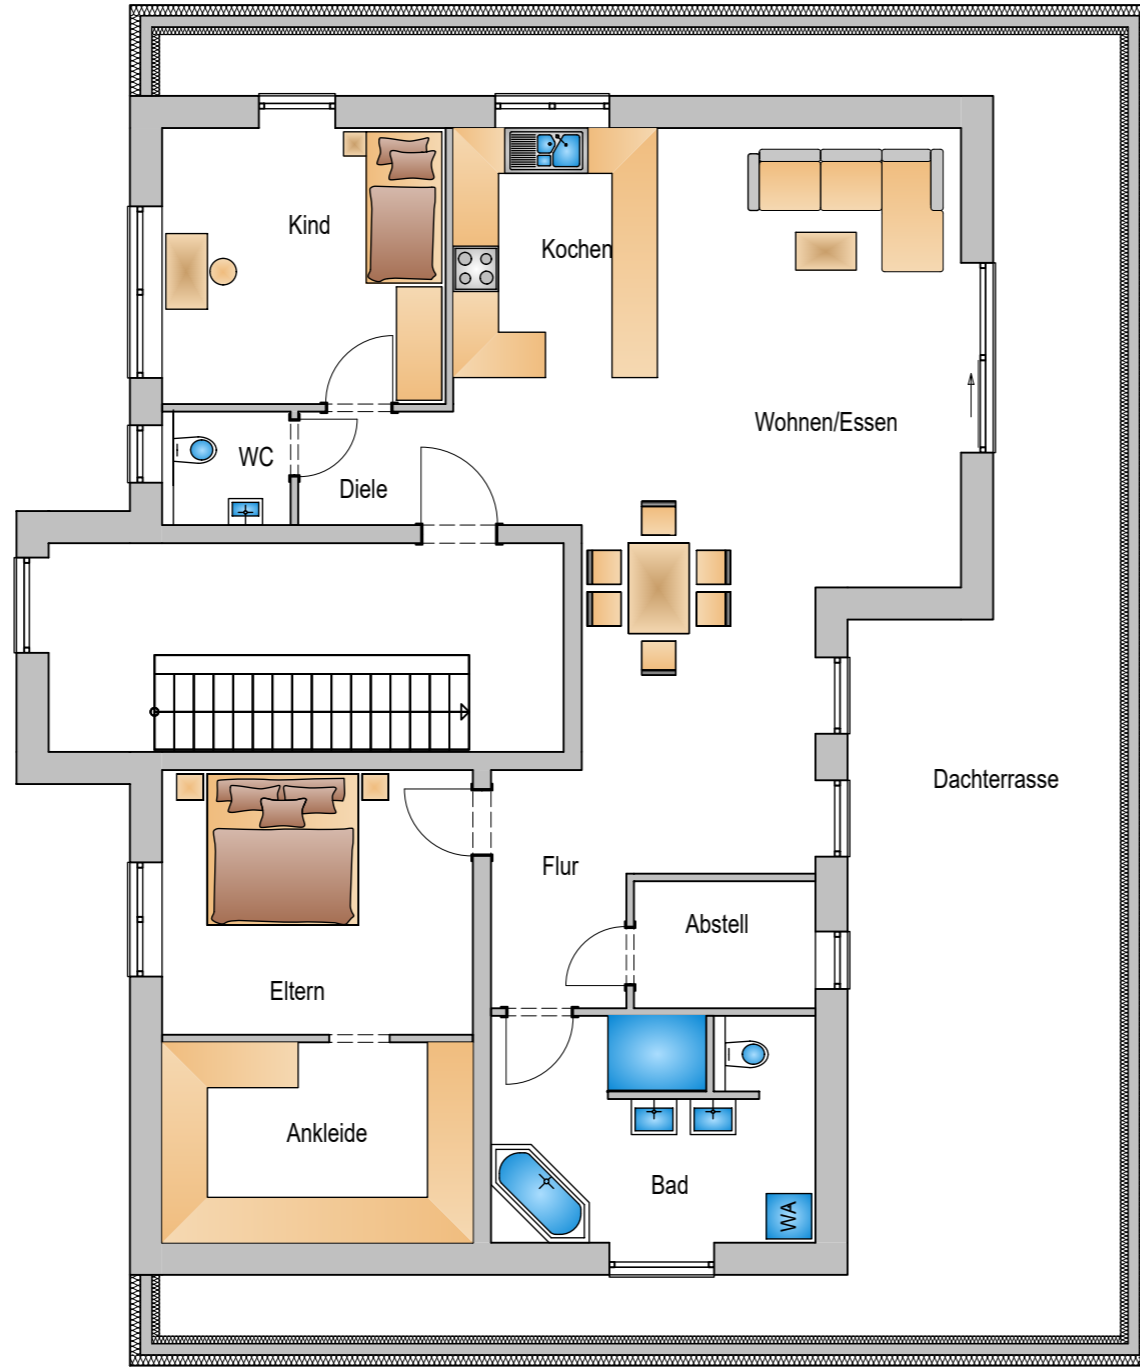 Kind
Kochen
Wohnen/Essen
WC
Diele
Dachterrasse
Flur
Abstell
Eltern
Ankleide
Bad
WA